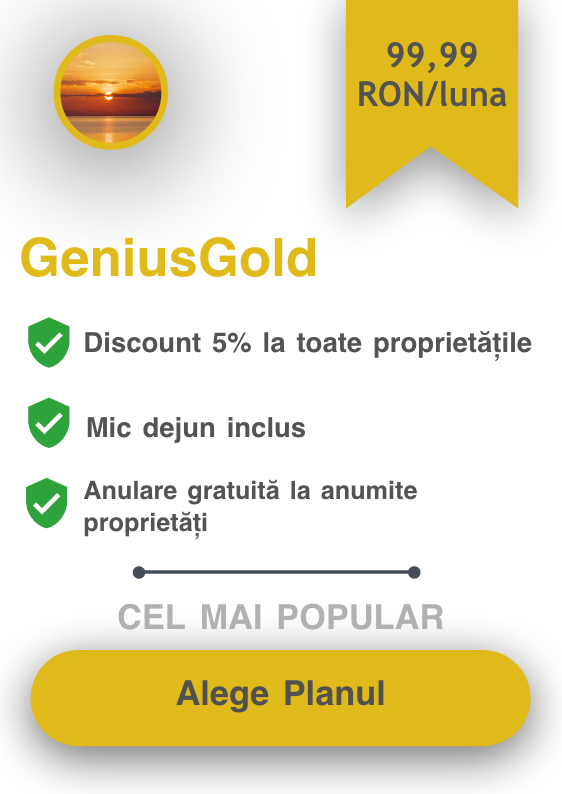 99,99
RON/luna
GeniusGold
Discount 5% la toate proprietățile
Mic dejun inclus
Anulare gratuită la anumite
proprietăți
CEL MAI POPULAR
Alege Planul